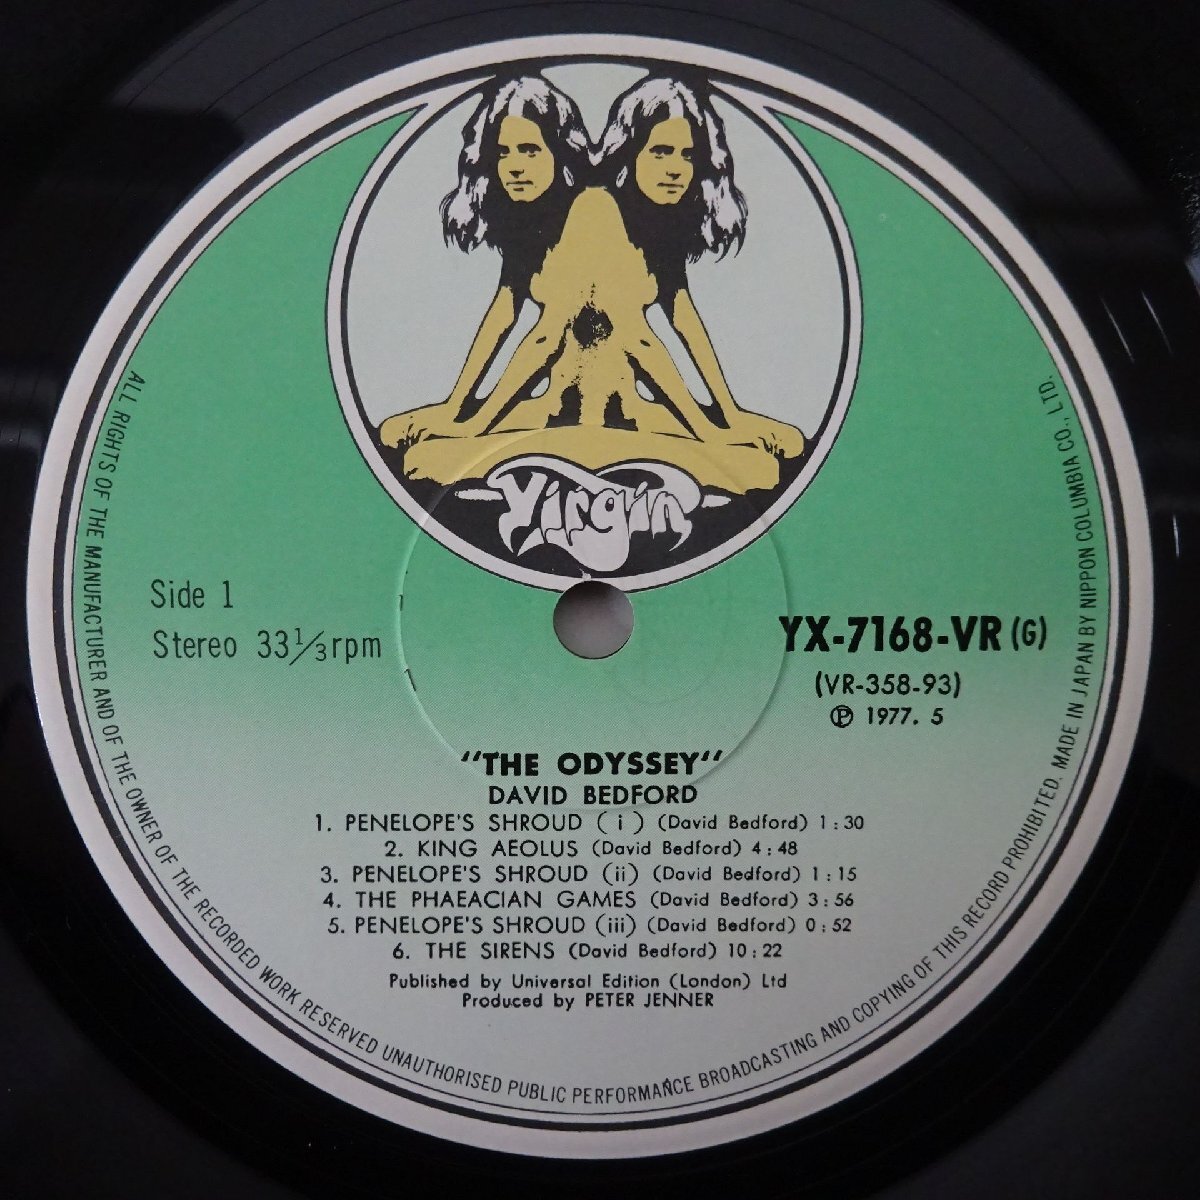 Virgin
Side 1
Stereo 33⅓rpm
YX-7168-VR (G)
(VR-358-93)
Ⓟ 1977. 5
"THE ODYSSEY"
DAVID BEDFORD
1. PENELOPE'S SHROUD ( i ) (David Bedford) 1 : 30
2. KING AEOLUS (David Bedford) 4 : 48
3. PENELOPE'S SHROUD (ii) (David Bedford) 1 : 15
4. THE PHAEACIAN GAMES (David Bedford) 3 : 56
5. PENELOPE'S SHROUD (iii) (David Bedford) 0 : 52
6. THE SIRENS (David Bedford) 10 : 22
Published by Universal Edition (London) Ltd
Produced by PETER JENNER
ALL RIGHTS OF THE MANUFACTURER AND OF THE OWNER OF THE RECORDED WORK RESERVED UNAUTHORISED PUBLIC PERFORMANCE BROADCASTING AND COPYING OF THIS RECORD PROHIBITED. MADE IN JAPAN BY NIPPON COLUMBIA CO., LTD.